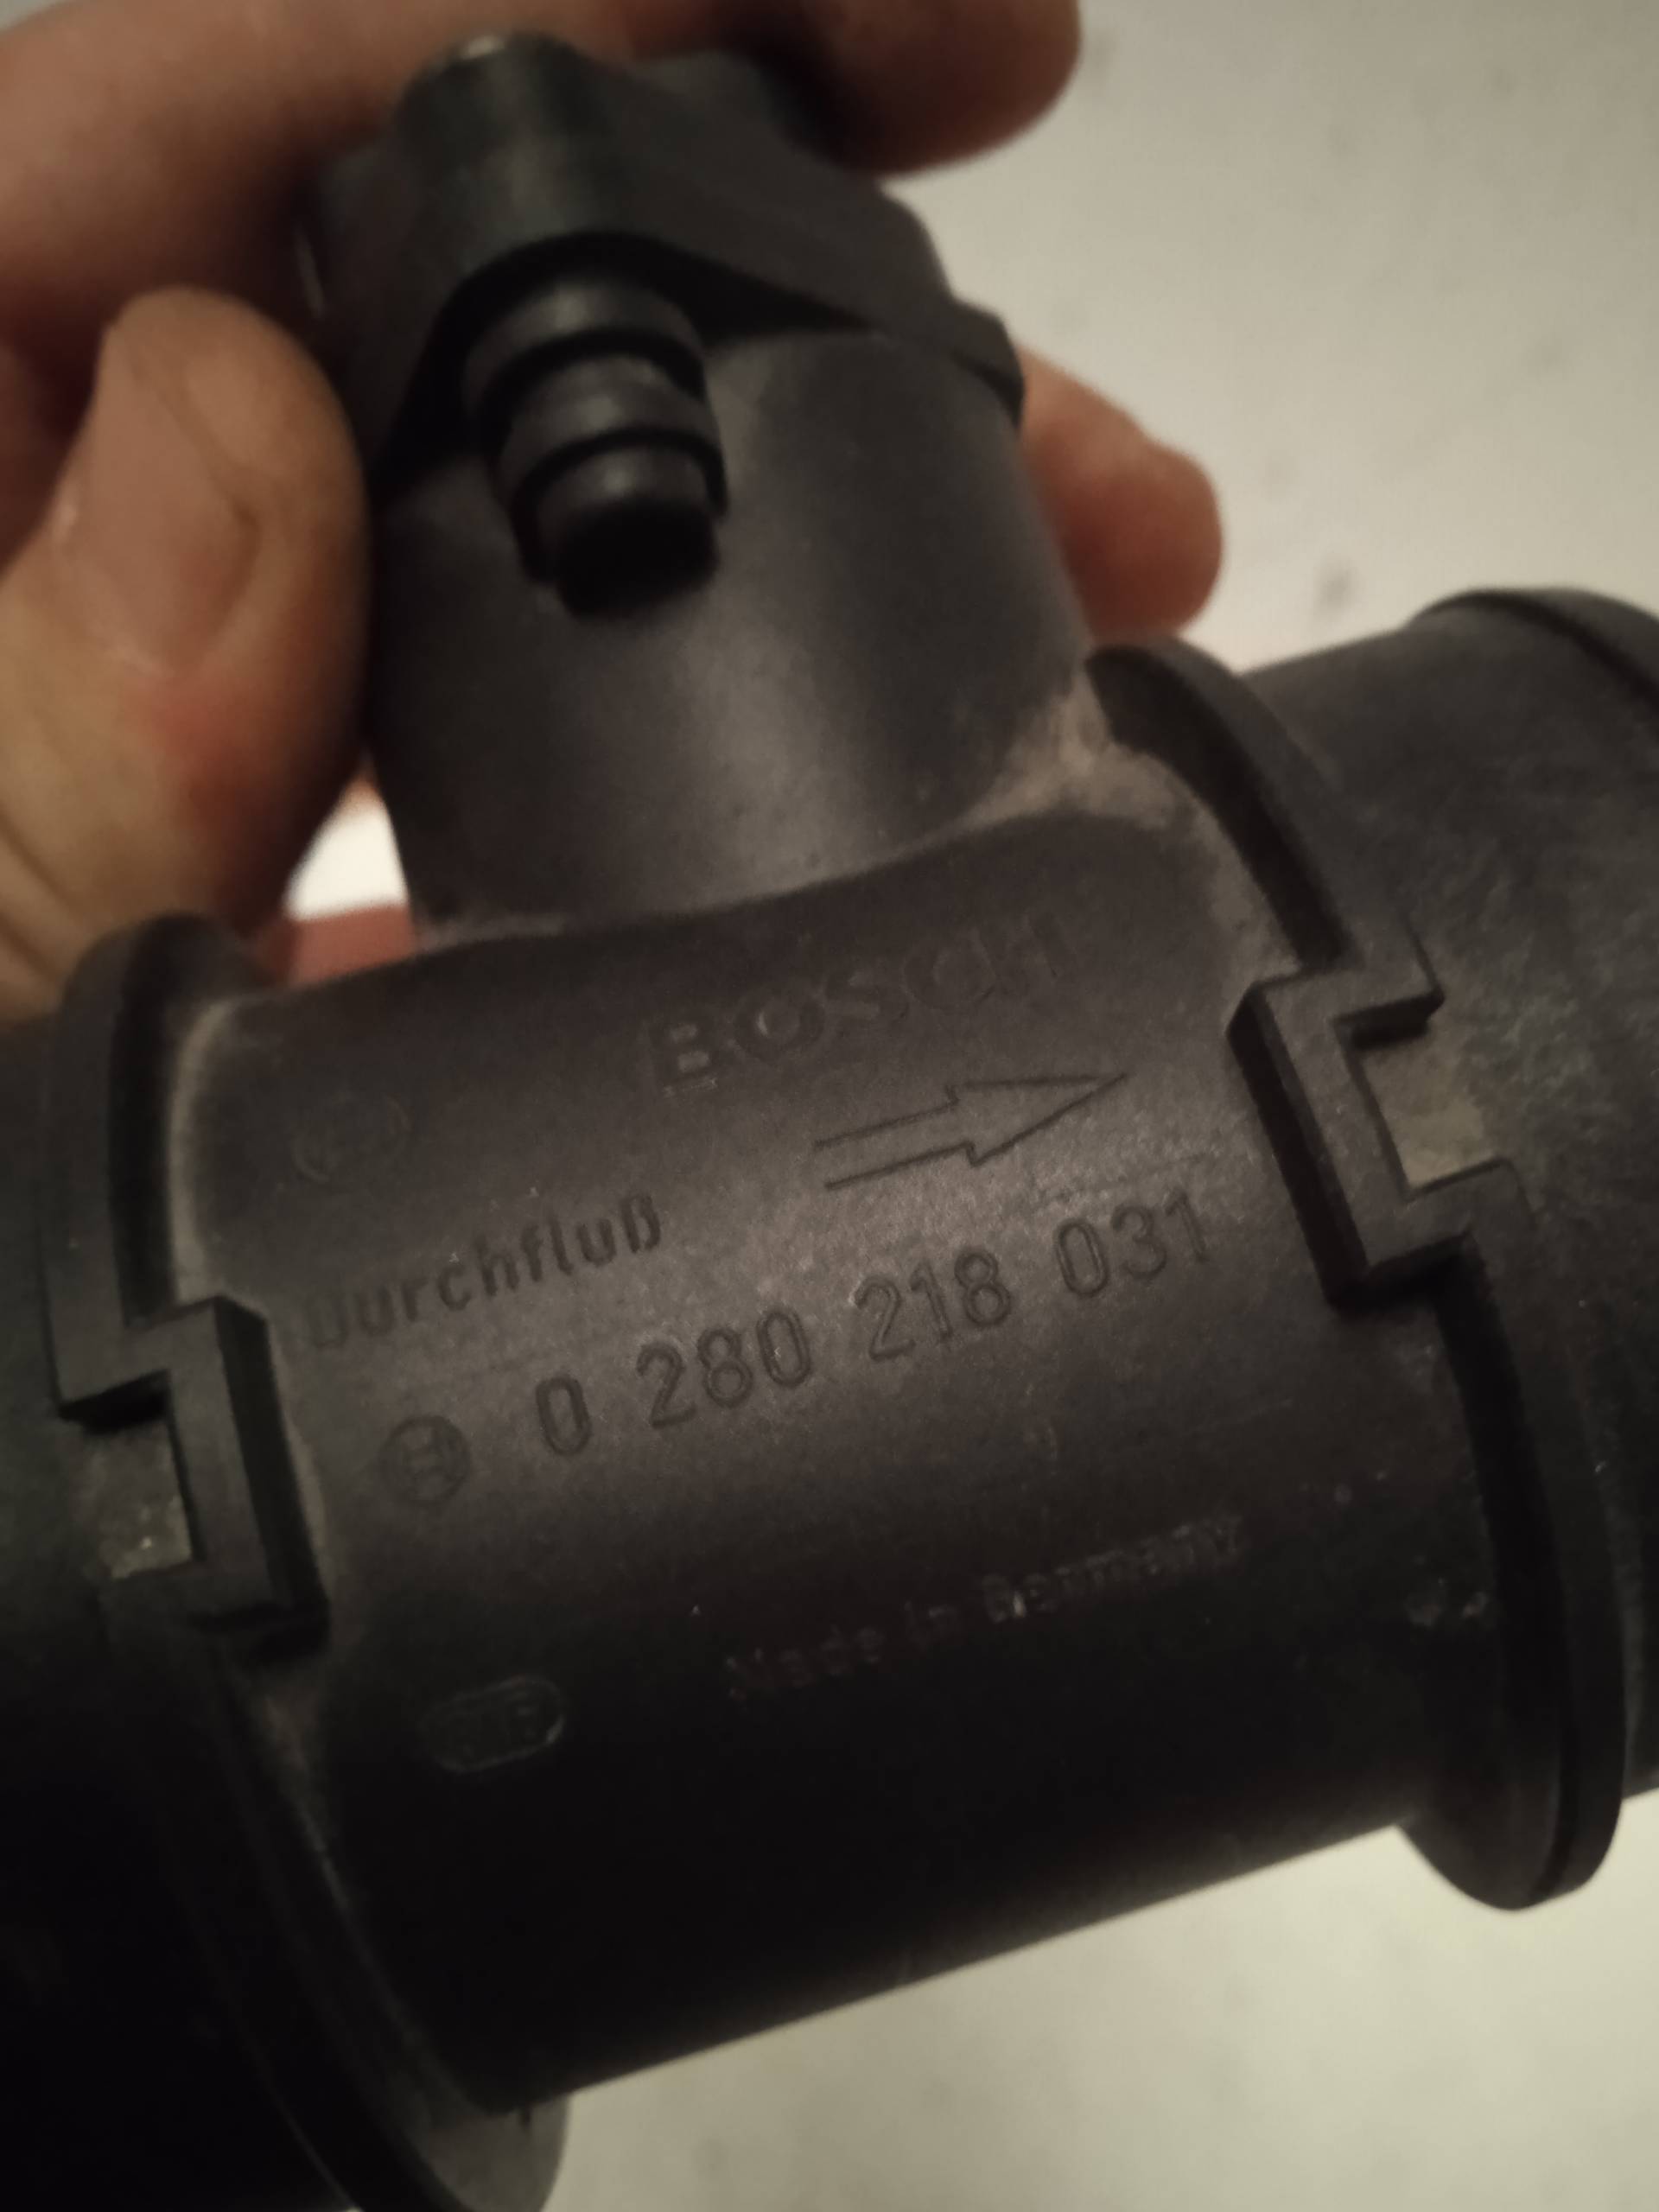 BOSCH
Durchfluß
0 280 218 031
Made in Germany